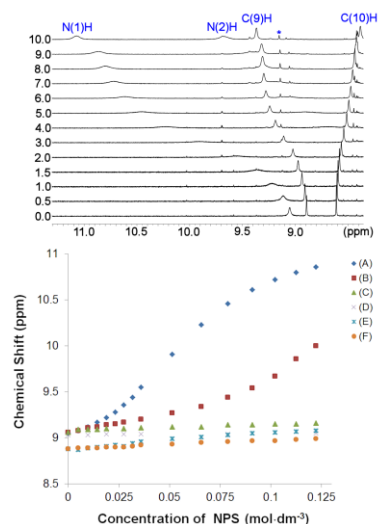 N(1)H N(2)H C(9)H C(10)H
*
10.0
9.0
8.0
7.0
6.0
5.0
4.0
3.0
2.0
1.5
1.0
0.5
0.0
11.0 10.5 10.0 9.5 9.0 (ppm)
11
10.5
10
9.5
9
8.5
Chemical Shift (ppm)
0 0.025 0.05 0.075 0.1 0.125
Concentration of NPS (mol·dm⁻³)
(A)
(B)
(C)
(D)
(E)
(F)